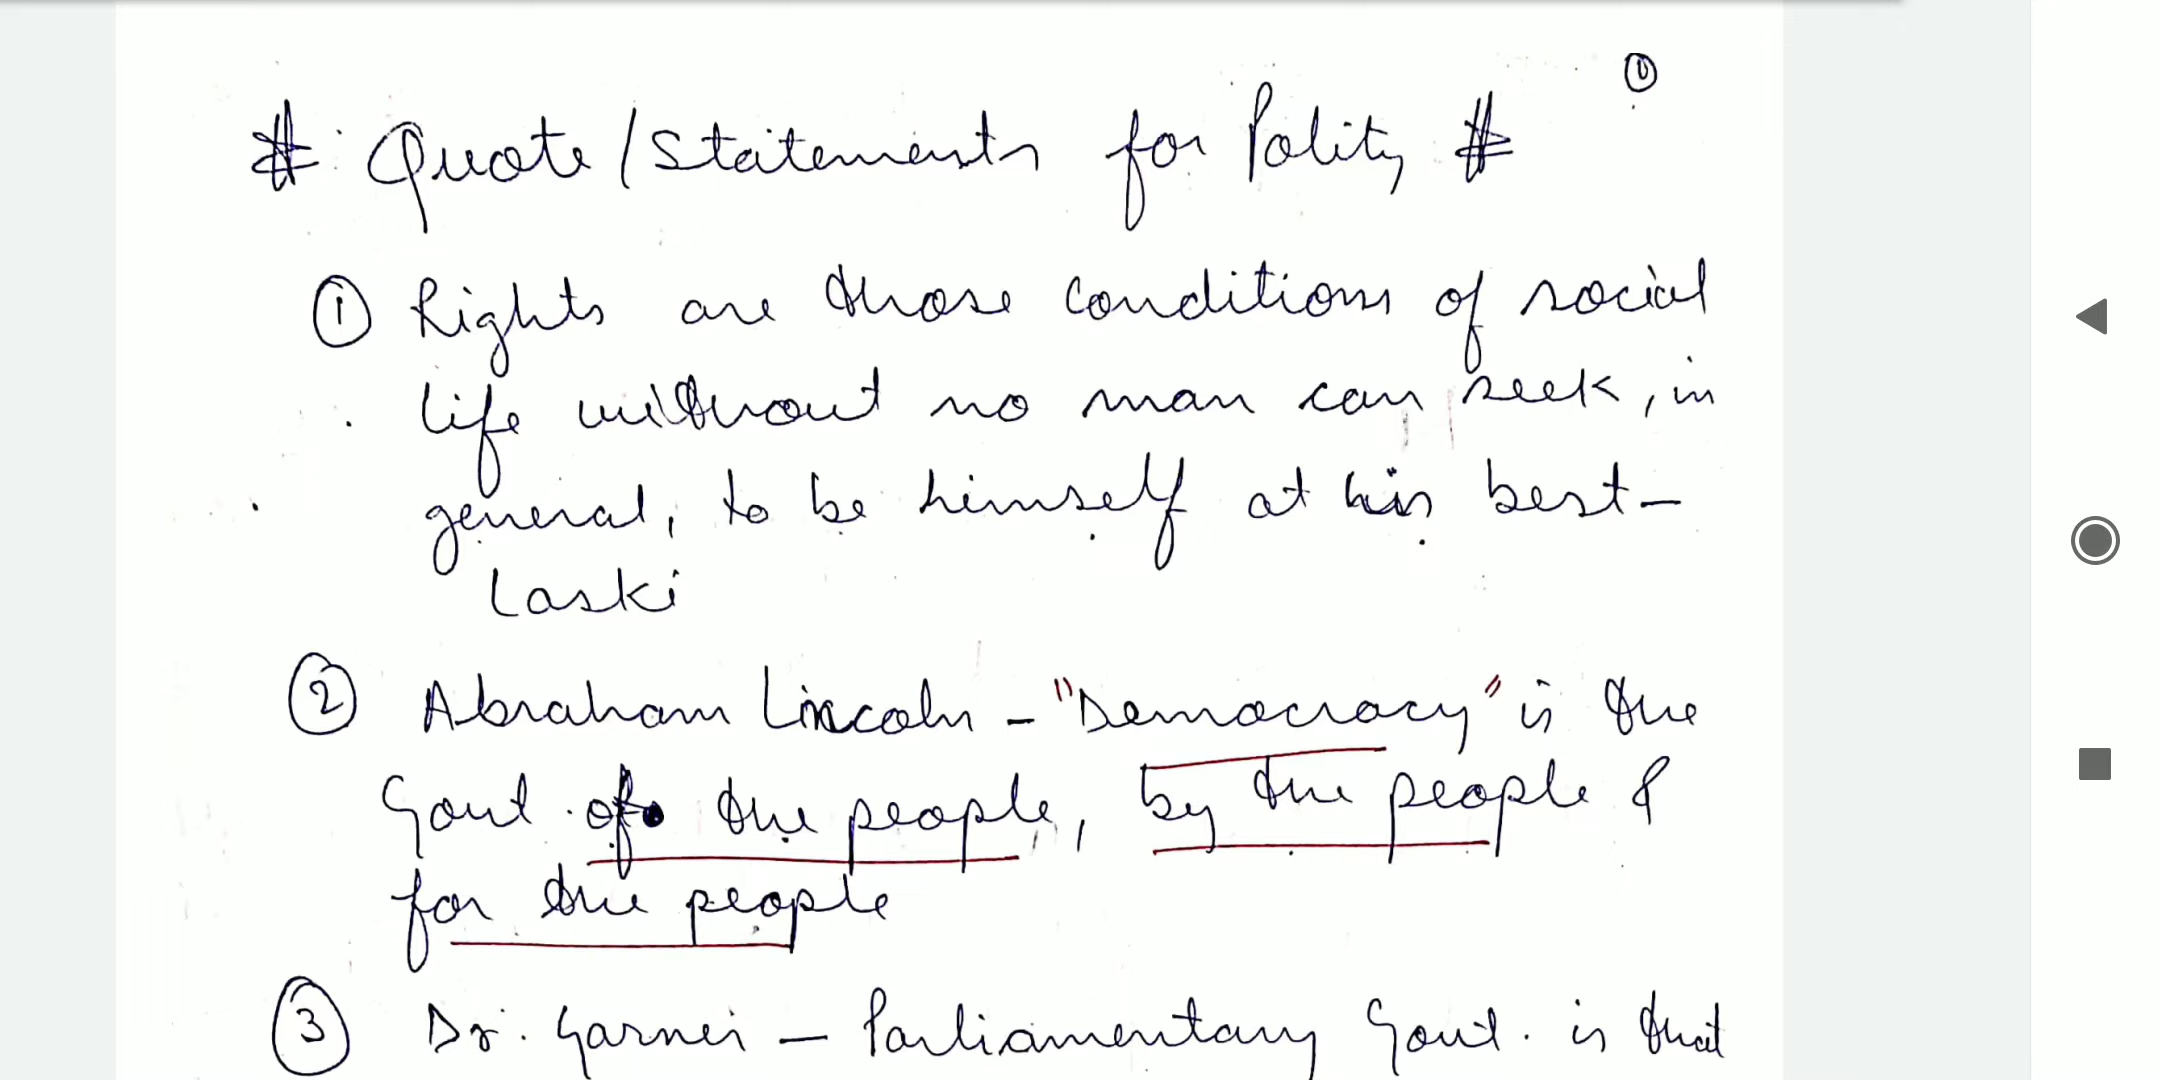 ①
# Quote / Statements for Polity #
① Rights are those conditions of social
life without no man can seek, in
general, to be himself at his best-
Laski
② Abraham Lincoln - "Democracy" is the
Govt. of the people, by the people &
for the people
③ Dr. Garner - Parliamentary Govt. is that